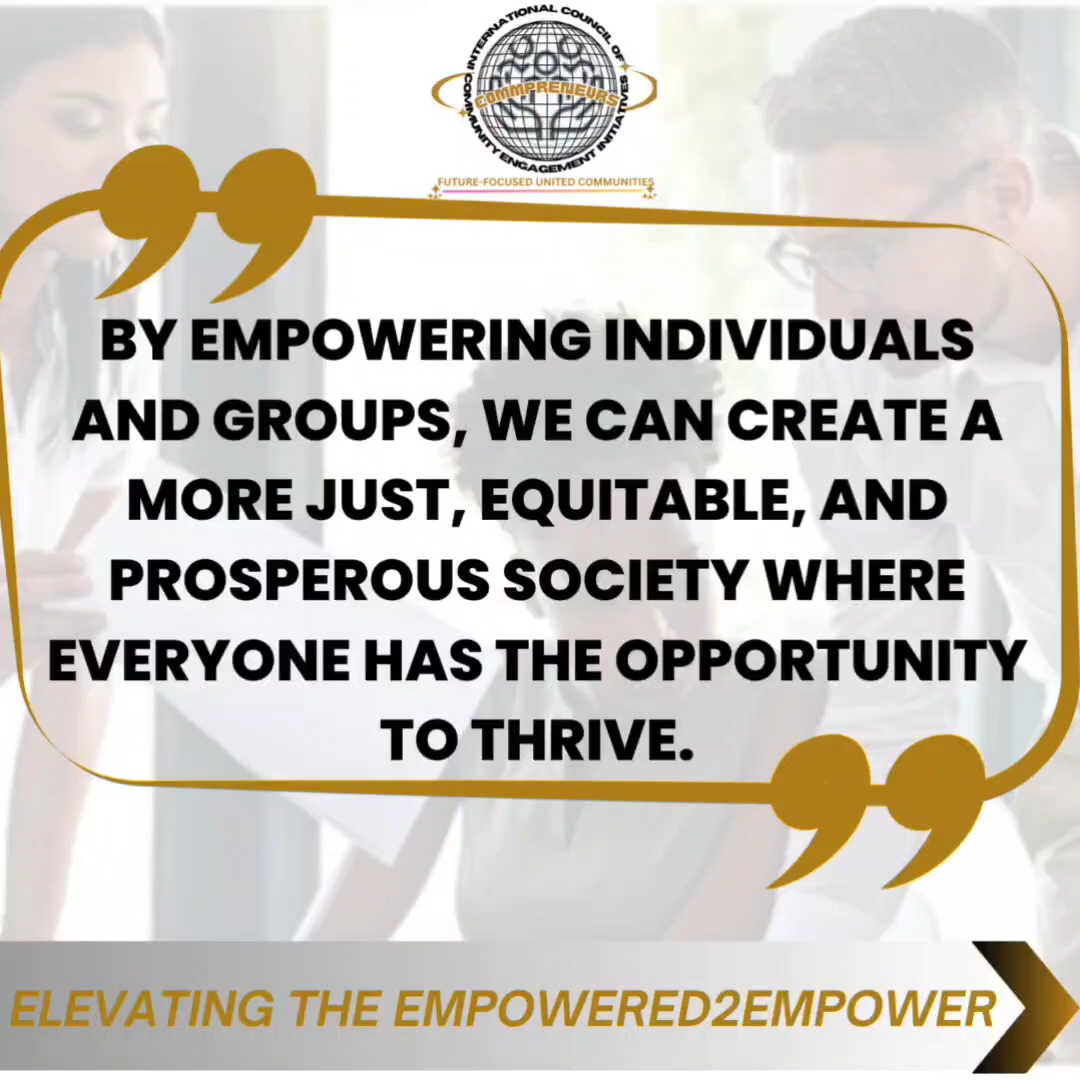 INTERNATIONAL COUNCIL OF
COMMUNITY ENGAGEMENT INITIATIVES
COMMPRENEURS
FUTURE-FOCUSED UNITED COMMUNITIES
BY EMPOWERING INDIVIDUALS
AND GROUPS, WE CAN CREATE A
MORE JUST, EQUITABLE, AND
PROSPEROUS SOCIETY WHERE
EVERYONE HAS THE OPPORTUNITY
TO THRIVE.
ELEVATING THE EMPOWERED2EMPOWER